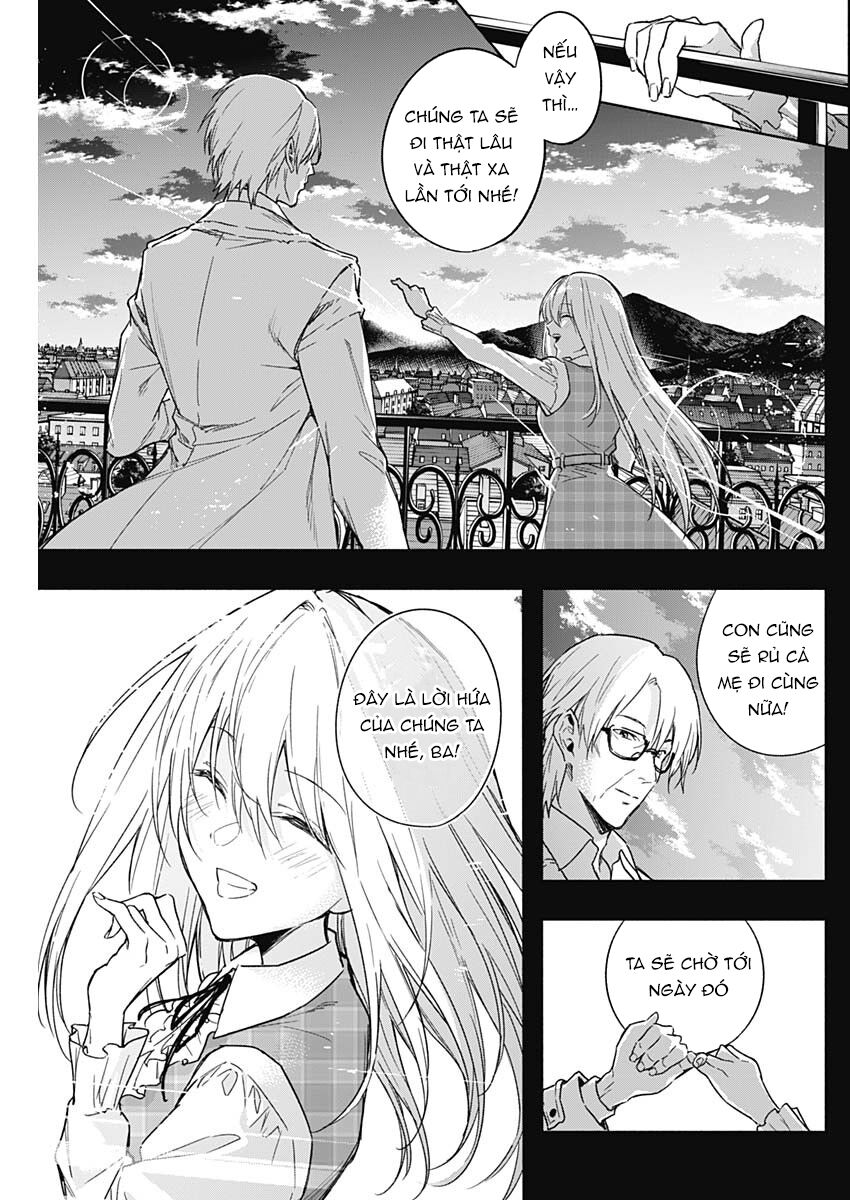 NẾU
VẬY
THÌ...
CHÚNG TA SẼ
ĐI THẬT LÂU
VÀ THẬT XA
LẦN TỚI NHÉ!
CON CŨNG
SẼ RỦ CẢ
MẸ ĐI CÙNG
NỮA!
ĐÂY LÀ LỜI HỨA
CỦA CHÚNG TA
NHÉ, BA!
TA SẼ CHỜ TỚI
NGÀY ĐÓ